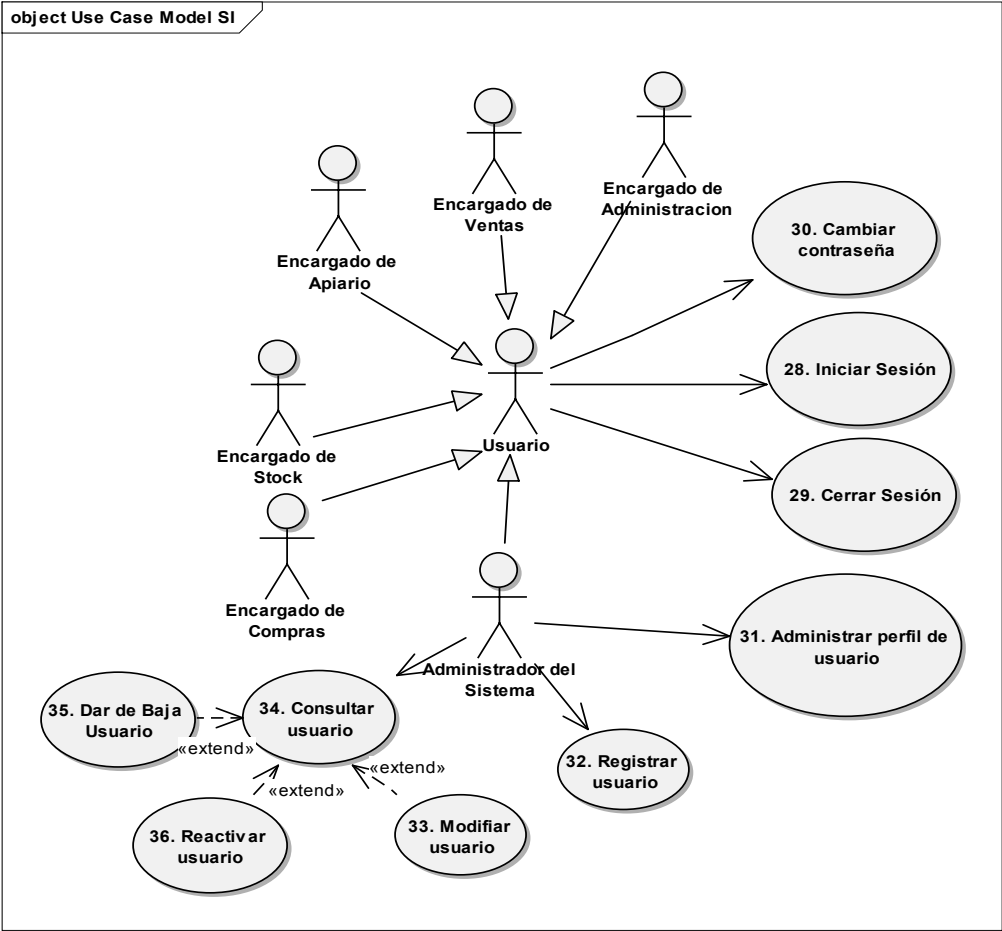 object Use Case Model SI
Encargado de
Administracion
Encargado de
Ventas
Encargado de
Apiario
30. Cambiar
contraseña
28. Iniciar Sesión
Usuario
Encargado de
Stock
29. Cerrar Sesión
Encargado de
Compras
31. Administrar perfil de
usuario
Administrador del
Sistema
35. Dar de Baja
Usuario
34. Consultar
usuario
«extend»
32. Registrar
usuario
«extend»
«extend»
36. Reactivar
usuario
33. Modifiar
usuario